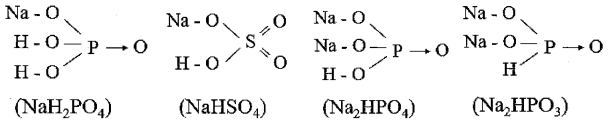 Na - O
H - O
H - O
P → O
(NaH₂PO₄)
Na - O
H - O
S
O
O
(NaHSO₄)
Na - O
Na - O
H - O
P → O
(Na₂HPO₄)
Na - O
Na - O
H
P → O
(Na₂HPO₃)